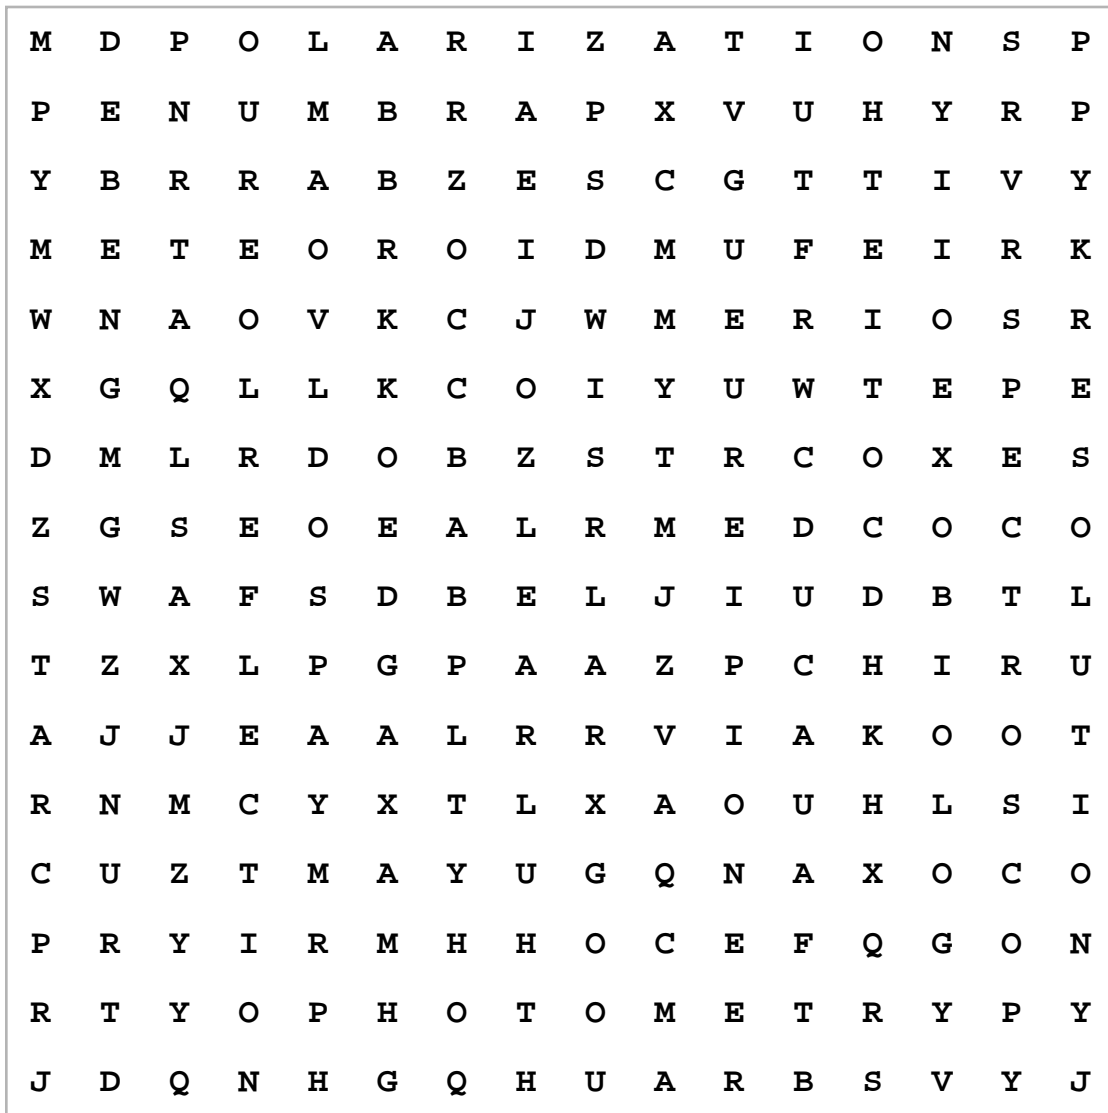 M D P O L A R I Z A T I O N S P
P E N U M B R A P X V U H Y R P
Y B R R A B Z E S C G T T I V Y
M E T E O R O I D M U F E I R K
W N A O V K C J W M E R I O S R
X G Q L L K C O I Y U W T E P E
D M L R D O B Z S T R C O X E S
Z G S E O E A L R M E D C O C O
S W A F S D B E L J I U D B T L
T Z X L P G P A A Z P C H I R U
A J J E A A L R R V I A K O O T
R N M C Y X T L X A O U H L S I
C U Z T M A Y U G Q N A X O C O
P R Y I R M H H O C E F Q G O N
R T Y O P H O T O M E T R Y P Y
J D Q N H G Q H U A R B S V Y J